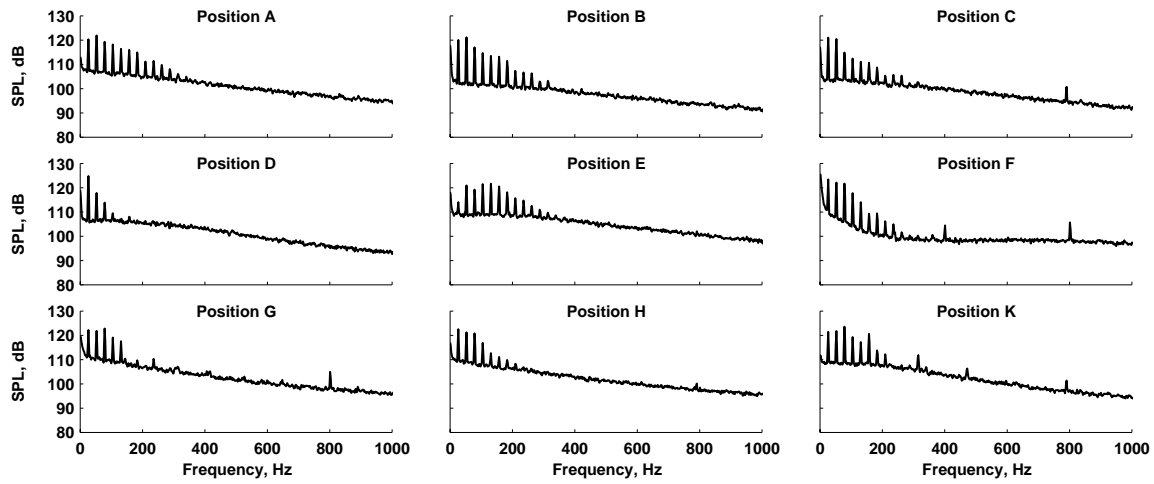 Position A Position B Position C
130
120
110
100
90
80
SPL, dB
Position D Position E Position F
130
120
110
100
90
80
SPL, dB
Position G Position H Position K
130
120
110
100
90
80
SPL, dB
0 200 400 600 800 1000 0 200 400 600 800 1000 0 200 400 600 800 1000
Frequency, Hz Frequency, Hz Frequency, Hz